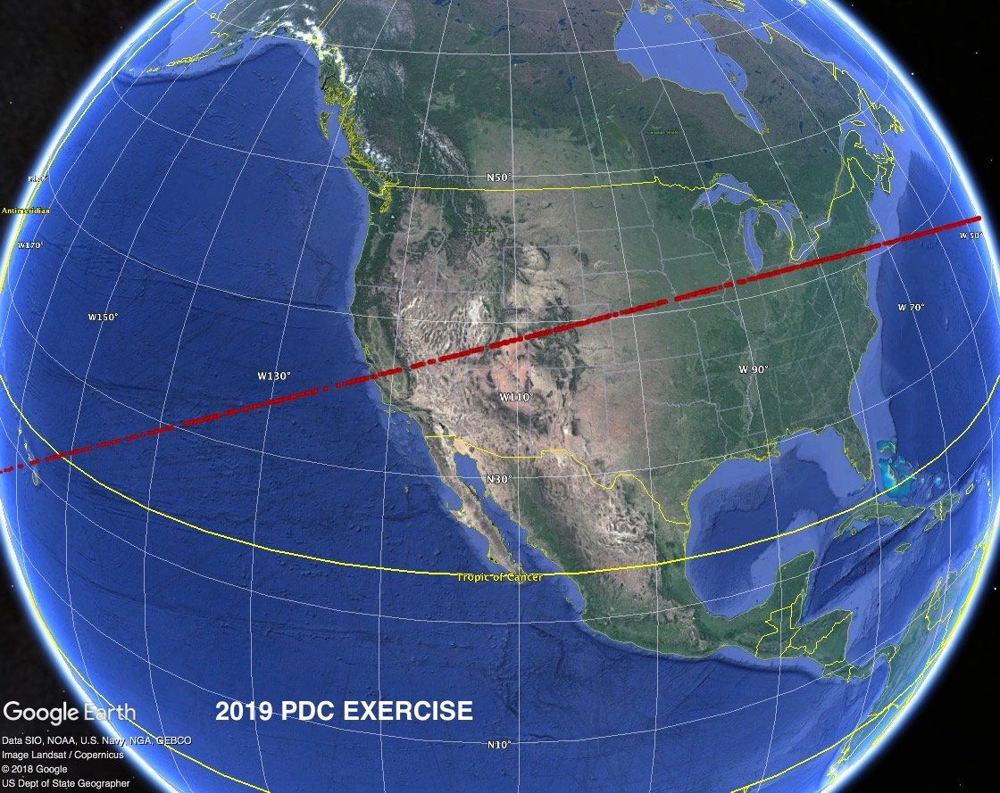 N50°
Antimeridian
W170°
W 50°
W150°
W 70°
W130°
W 90°
W110°
N30°
Tropic of Cancer
2019 PDC EXERCISE
Google Earth
Data SIO, NOAA, U.S. Navy, NGA, GEBCO
Image Landsat / Copernicus
© 2018 Google
US Dept of State Geographer
N10°